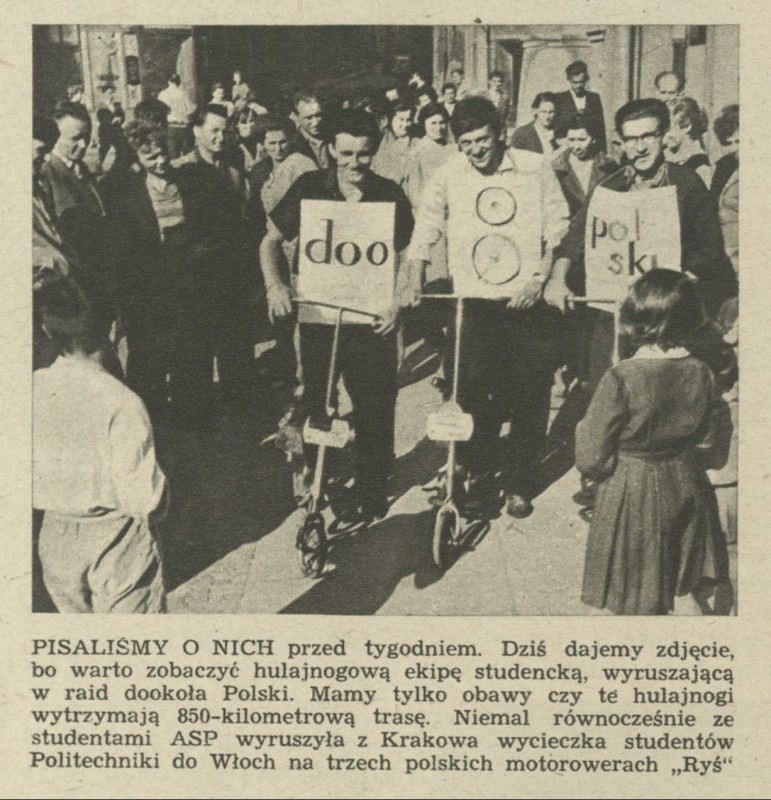 doo
pol
ski
PISALIŚMY O NICH przed tygodniem. Dziś dajemy zdjęcie,
bo warto zobaczyć hulajnogową ekipę studencką, wyruszającą
w raid dookoła Polski. Mamy tylko obawy czy te hulajnogi
wytrzymają 850-kilometrową trasę. Niemal równocześnie ze
studentami ASP wyruszyła z Krakowa wycieczka studentów
Politechniki do Włoch na trzech polskich motorowerach „Ryś“